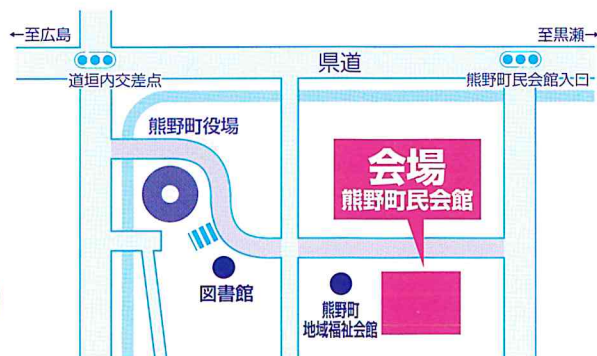 ←至広島
至黒瀬→
県道
道垣内交差点
熊野町民会館入口
熊野町役場
会場
熊野町民会館
図書館
熊野町
地域福祉会館